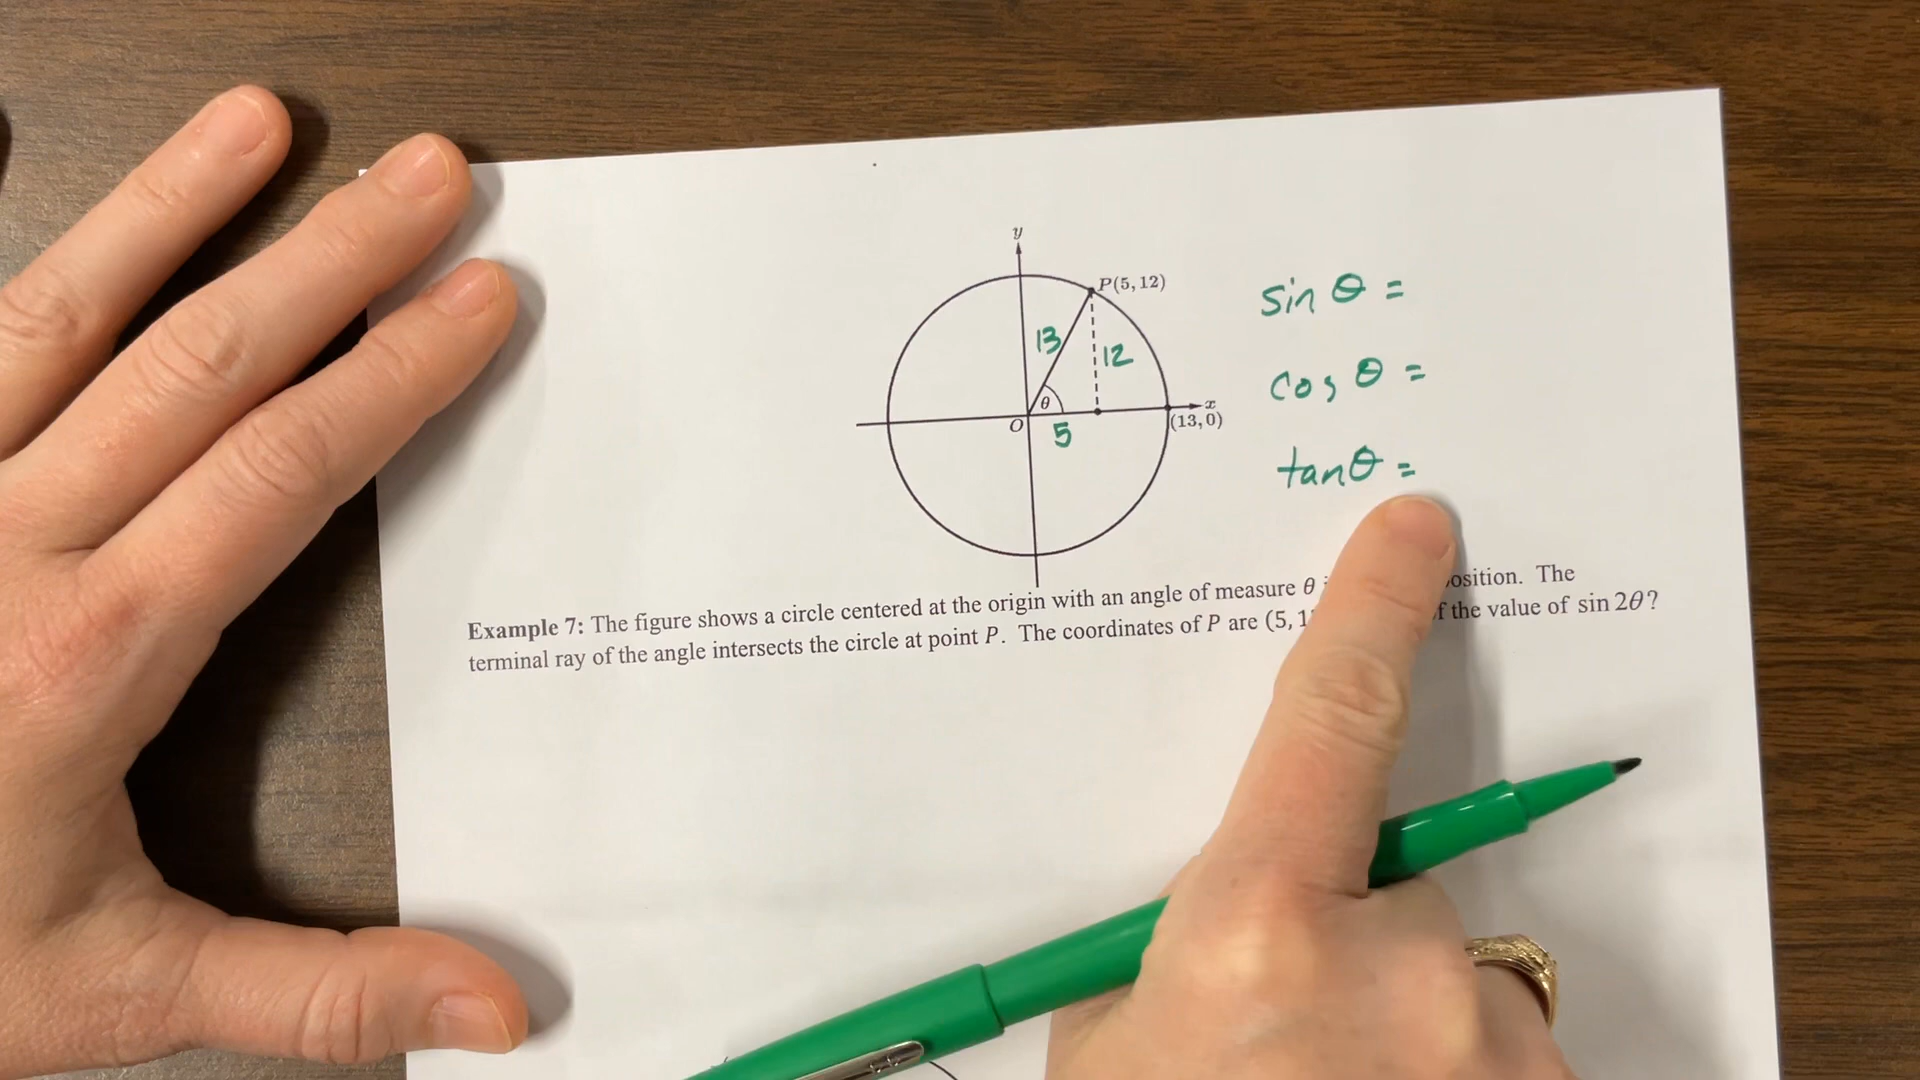 y
P(5, 12)
13
12
θ
x
O
5
(13, 0)
sin θ =
cos θ =
tan θ =
Example 7: The figure shows a circle centered at the origin with an angle of measure θ The
terminal ray of the angle intersects the circle at point P. The coordinates of P are (5, 1 the value of sin 2θ?